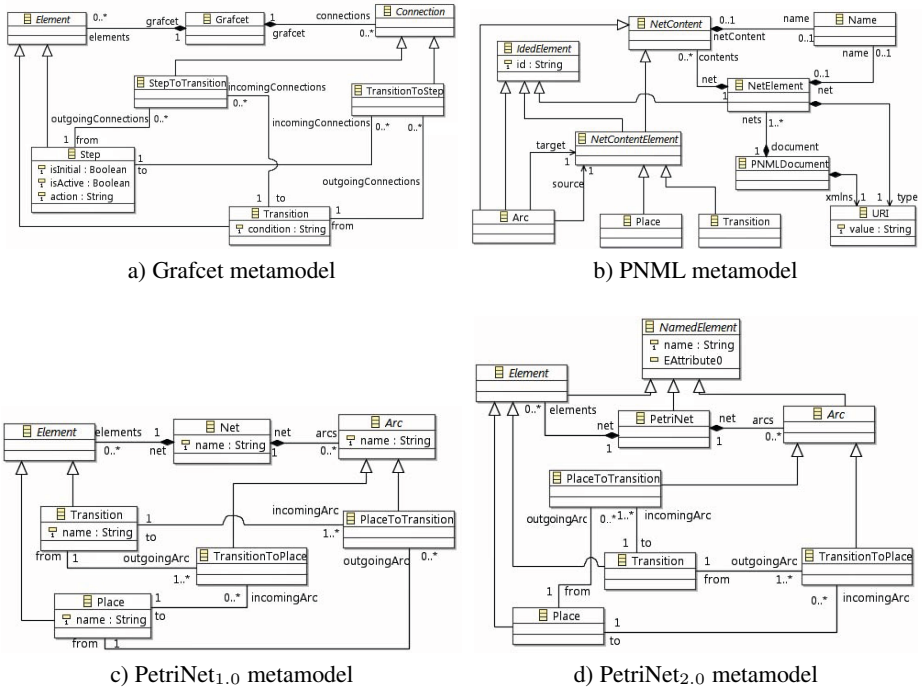 Element
0..*
grafcet
Grafcet
1
connections
Connection
elements
1
grafcet
0..*
StepToTransition
incomingConnections
0..*
TransitionToStep
outgoingConnections
0..*
incomingConnections
0..*
0..*
1
from
Step
isInitial : Boolean
isActive : Boolean
action : String
1
to
outgoingConnections
1
to
Transition
condition : String
1
from
a) Grafcet metamodel
NetContent
0..1
name
Name
netContent
0..1
IdedElement
id : String
0..*
contents
name
0..1
net
NetElement
0..1
net
1
nets
1..*
NetContentElement
target
1
document
1
PNMLDocument
source
1
xmlns
1
1
type
Arc
Place
Transition
URI
value : String
b) PNML metamodel
Element
elements
1
Net
name : String
net
arcs
Arc
name : String
0..*
net
1
0..*
Transition
name : String
1
to
incomingArc
1..*
PlaceToTransition
from
1
outgoingArc
TransitionToPlace
outgoingArc
0..*
1..*
0..*
incomingArc
Place
name : String
1
to
from
1
c) PetriNet1.0 metamodel
NamedElement
name : String
EAttribute0
Element
0..*
elements
net
1
PetriNet
net
1
arcs
0..*
Arc
PlaceToTransition
outgoingArc
0..*
1..*
incomingArc
1
to
Transition
1
from
outgoingArc
1..*
TransitionToPlace
1
from
0..*
incomingArc
Place
1
to
d) PetriNet2.0 metamodel